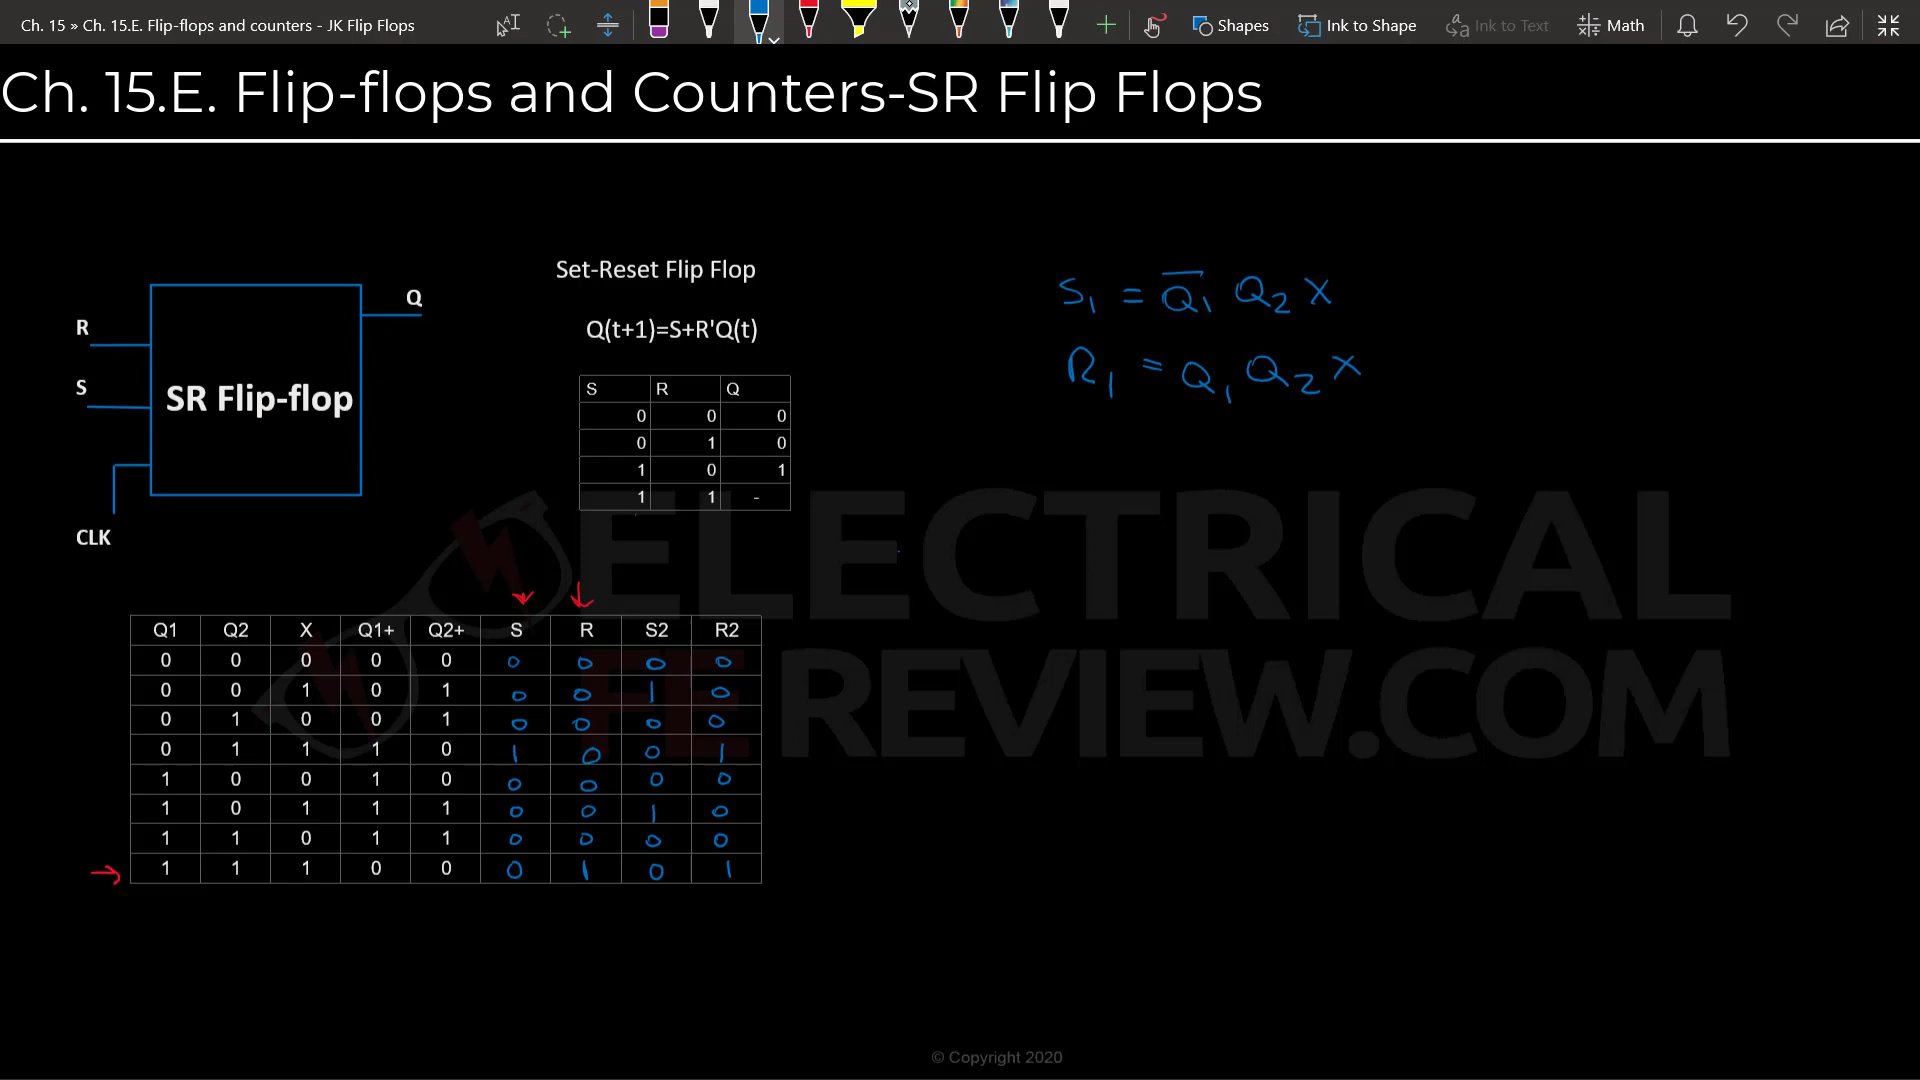 Ch. 15 » Ch. 15.E. Flip-flops and counters - JK Flip Flops
Shapes Ink to Shape Ink to Text Math
Ch. 15.E. Flip-flops and Counters-SR Flip Flops
R
S
CLK
SR Flip-flop
Q
Set-Reset Flip Flop
Q(t+1)=S+R'Q(t)
S R Q
0 0 0
0 1 0
1 0 1
1 1 -
S₁ = Q̅₁ Q₂ X
R₁ = Q₁ Q₂ X
ELECTRICAL
FE REVIEW.COM
Q1 Q2 X Q1+ Q2+ S R S2 R2
0 0 0 0 0 0 0 0 0
0 0 1 0 1 0 0 1 0
0 1 0 0 1 0 0 0 0
0 1 1 1 0 1 0 0 1
1 0 0 1 0 0 0 0 0
1 0 1 1 1 0 0 1 0
1 1 0 1 1 0 0 0 0
1 1 1 0 0 0 1 0 1
© Copyright 2020